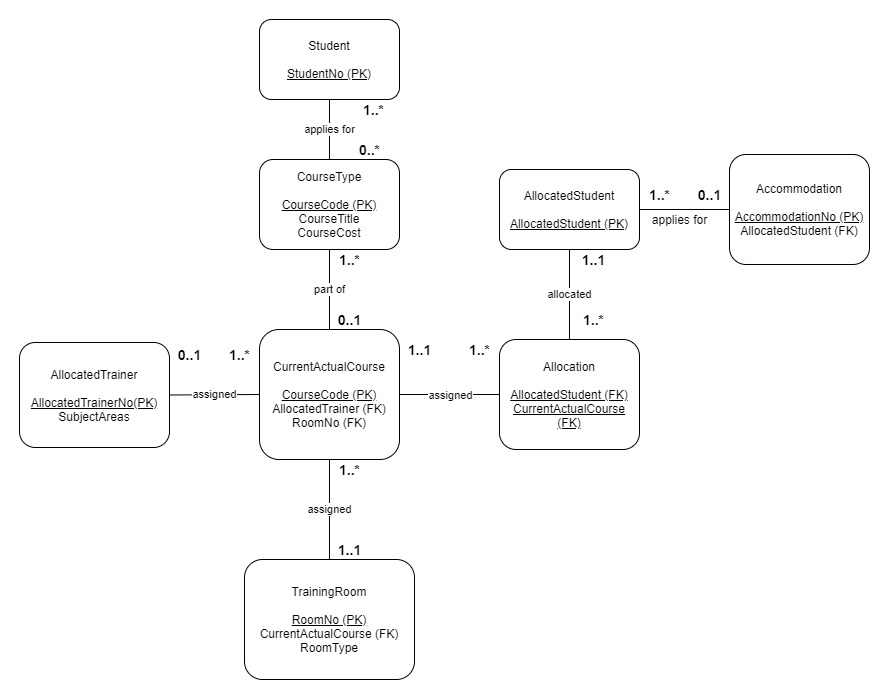 Student
StudentNo (PK)
1..*
applies for
0..*
CourseType
CourseCode (PK)
CourseTitle
CourseCost
1..*
part of
0..1
AllocatedStudent
AllocatedStudent (PK)
1..*
0..1
applies for
Accommodation
AccommodationNo (PK)
AllocatedStudent (FK)
1..1
allocated
1..*
AllocatedTrainer
AllocatedTrainerNo(PK)
SubjectAreas
0..1
1..*
assigned
CurrentActualCourse
CourseCode (PK)
AllocatedTrainer (FK)
RoomNo (FK)
1..1
1..*
assigned
Allocation
AllocatedStudent (FK)
CurrentActualCourse
(FK)
1..*
assigned
1..1
TrainingRoom
RoomNo (PK)
CurrentActualCourse (FK)
RoomType